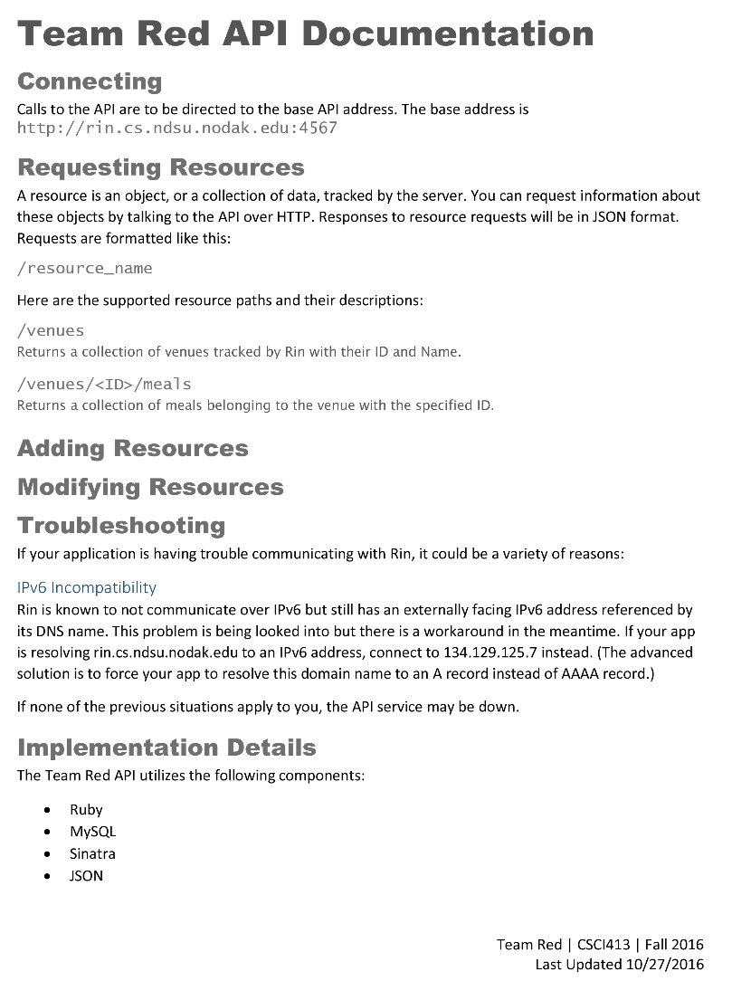 Team Red API Documentation
Connecting
Calls to the API are to be directed to the base API address. The base address is
http://rin.cs.ndsu.nodak.edu:4567
Requesting Resources
A resource is an object, or a collection of data, tracked by the server. You can request information about
these objects by talking to the API over HTTP. Responses to resource requests will be in JSON format.
Requests are formatted like this:
/resource_name
Here are the supported resource paths and their descriptions:
/venues
Returns a collection of venues tracked by Rin with their ID and Name.
/venues/<ID>/meals
Returns a collection of meals belonging to the venue with the specified ID.
Adding Resources
Modifying Resources
Troubleshooting
If your application is having trouble communicating with Rin, it could be a variety of reasons:
IPv6 Incompatibility
Rin is known to not communicate over IPv6 but still has an externally facing IPv6 address referenced by
its DNS name. This problem is being looked into but there is a workaround in the meantime. If your app
is resolving rin.cs.ndsu.nodak.edu to an IPv6 address, connect to 134.129.125.7 instead. (The advanced
solution is to force your app to resolve this domain name to an A record instead of AAAA record.)
If none of the previous situations apply to you, the API service may be down.
Implementation Details
The Team Red API utilizes the following components:
• Ruby
• MySQL
• Sinatra
• JSON
Team Red | CSCI413 | Fall 2016
Last Updated 10/27/2016